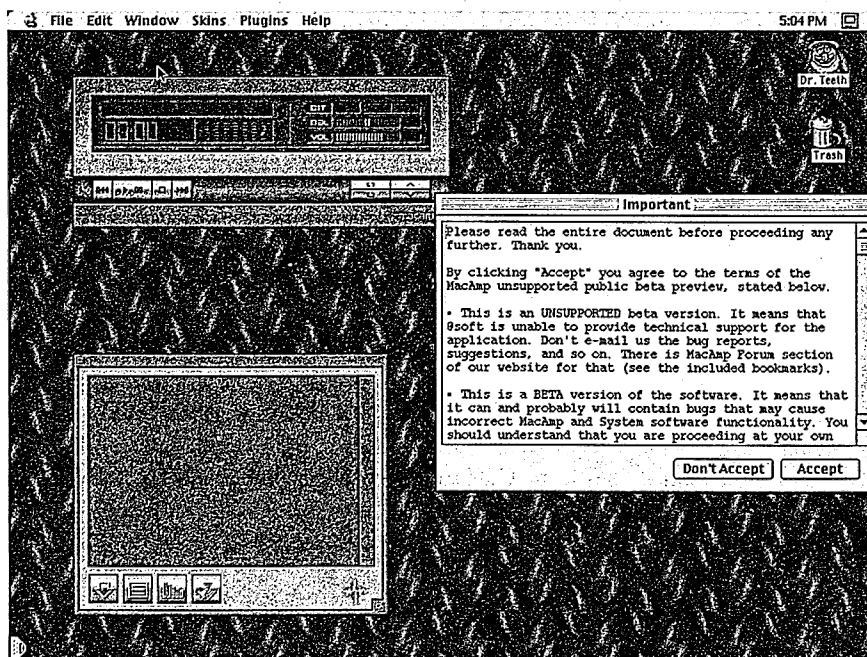 File Edit Window Skins Plugins Help
5:04 PM
Dr. Teeth
Trash
VOL
Important
Please read the entire document before proceeding any
further. Thank you.
By clicking "Accept" you agree to the terms of the
MacAmp unsupported public beta preview, stated below.
• This is an UNSUPPORTED beta version. It means that
@soft is unable to provide technical support for the
application. Don't e-mail us the bug reports,
suggestions, and so on. There is MacAmp Forum section
of our website for that (see the included bookmarks).
• This is a BETA version of the software. It means that
it can and probably will contain bugs that may cause
incorrect MacAmp and System software functionality. You
should understand that you are proceeding at your own
Don't Accept
Accept